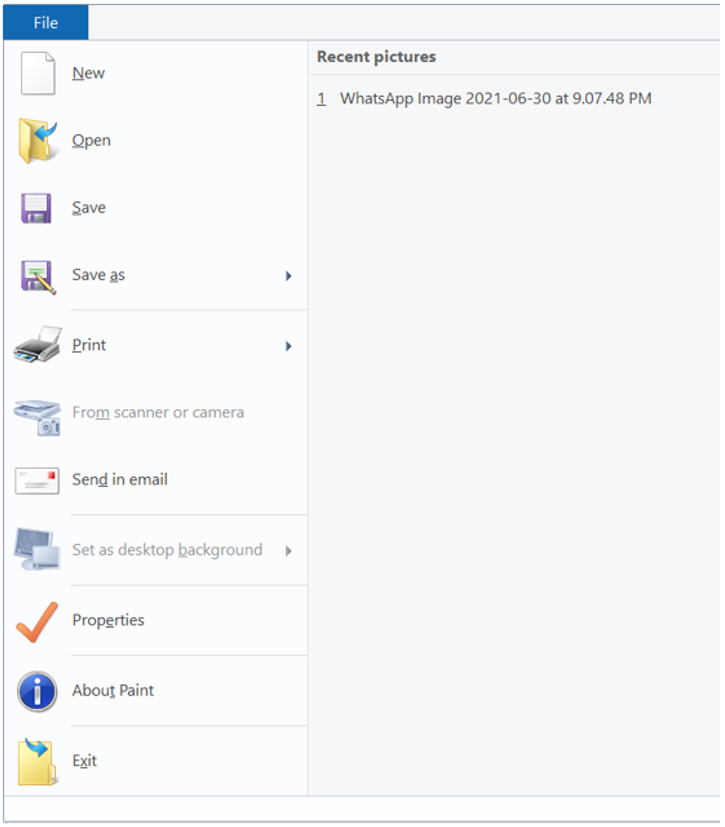 File
New
Open
Save
Save as
Print
From scanner or camera
Send in email
Set as desktop background
Properties
About Paint
Exit
Recent pictures
1 WhatsApp Image 2021-06-30 at 9.07.48 PM